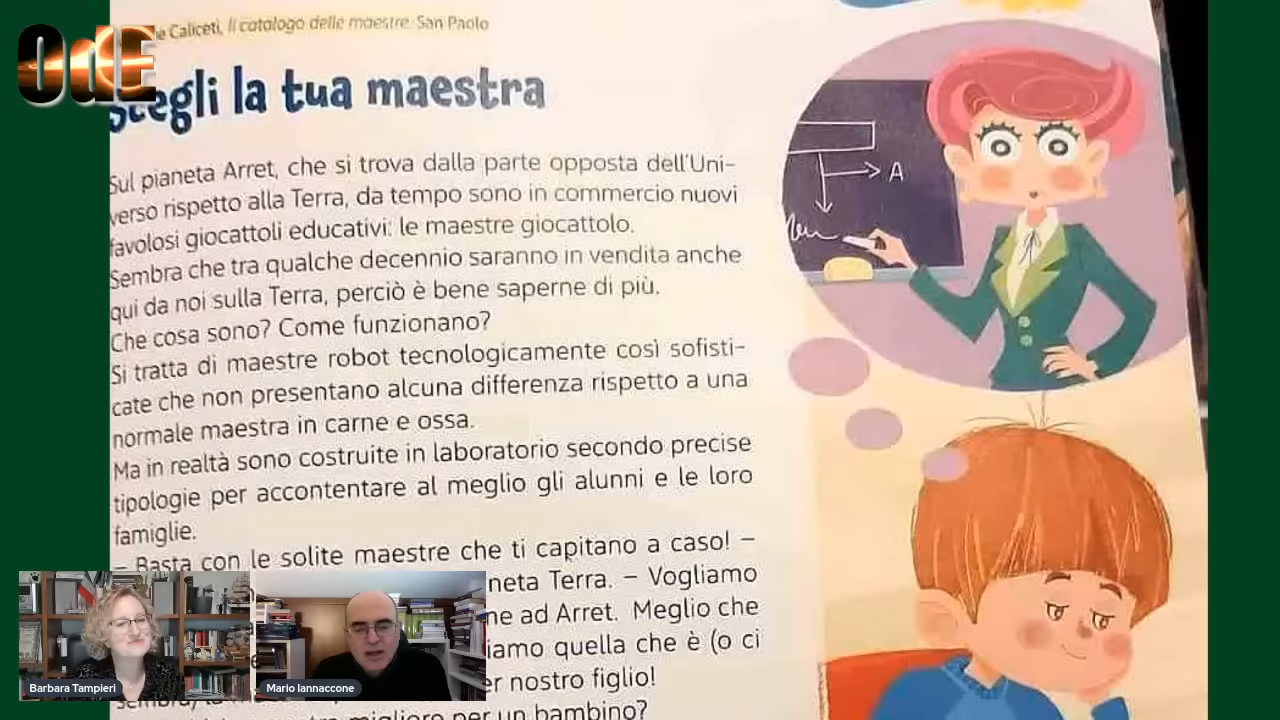 OdE
Caliceti, Il catalogo delle maestre, San Paolo
Scegli la tua maestra
Sul pianeta Arret, che si trova dalla parte opposta dell'Uni-
verso rispetto alla Terra, da tempo sono in commercio nuovi
favolosi giocattoli educativi: le maestre giocattolo.
Sembra che tra qualche decennio saranno in vendita anche
qui da noi sulla Terra, perciò è bene saperne di più.
Che cosa sono? Come funzionano?
Si tratta di maestre robot tecnologicamente così sofisti-
cate che non presentano alcuna differenza rispetto a una
normale maestra in carne e ossa.
Ma in realtà sono costruite in laboratorio secondo precise
tipologie per accontentare al meglio gli alunni e le loro
famiglie.
– Basta con le solite maestre che ti capitano a caso! –
neta Terra. – Vogliamo
ne ad Arret. Meglio che
iamo quella che è (o ci
er nostro figlio!
migliore per un bambino?
A
Barbara Tampieri
Mario Iannaccone